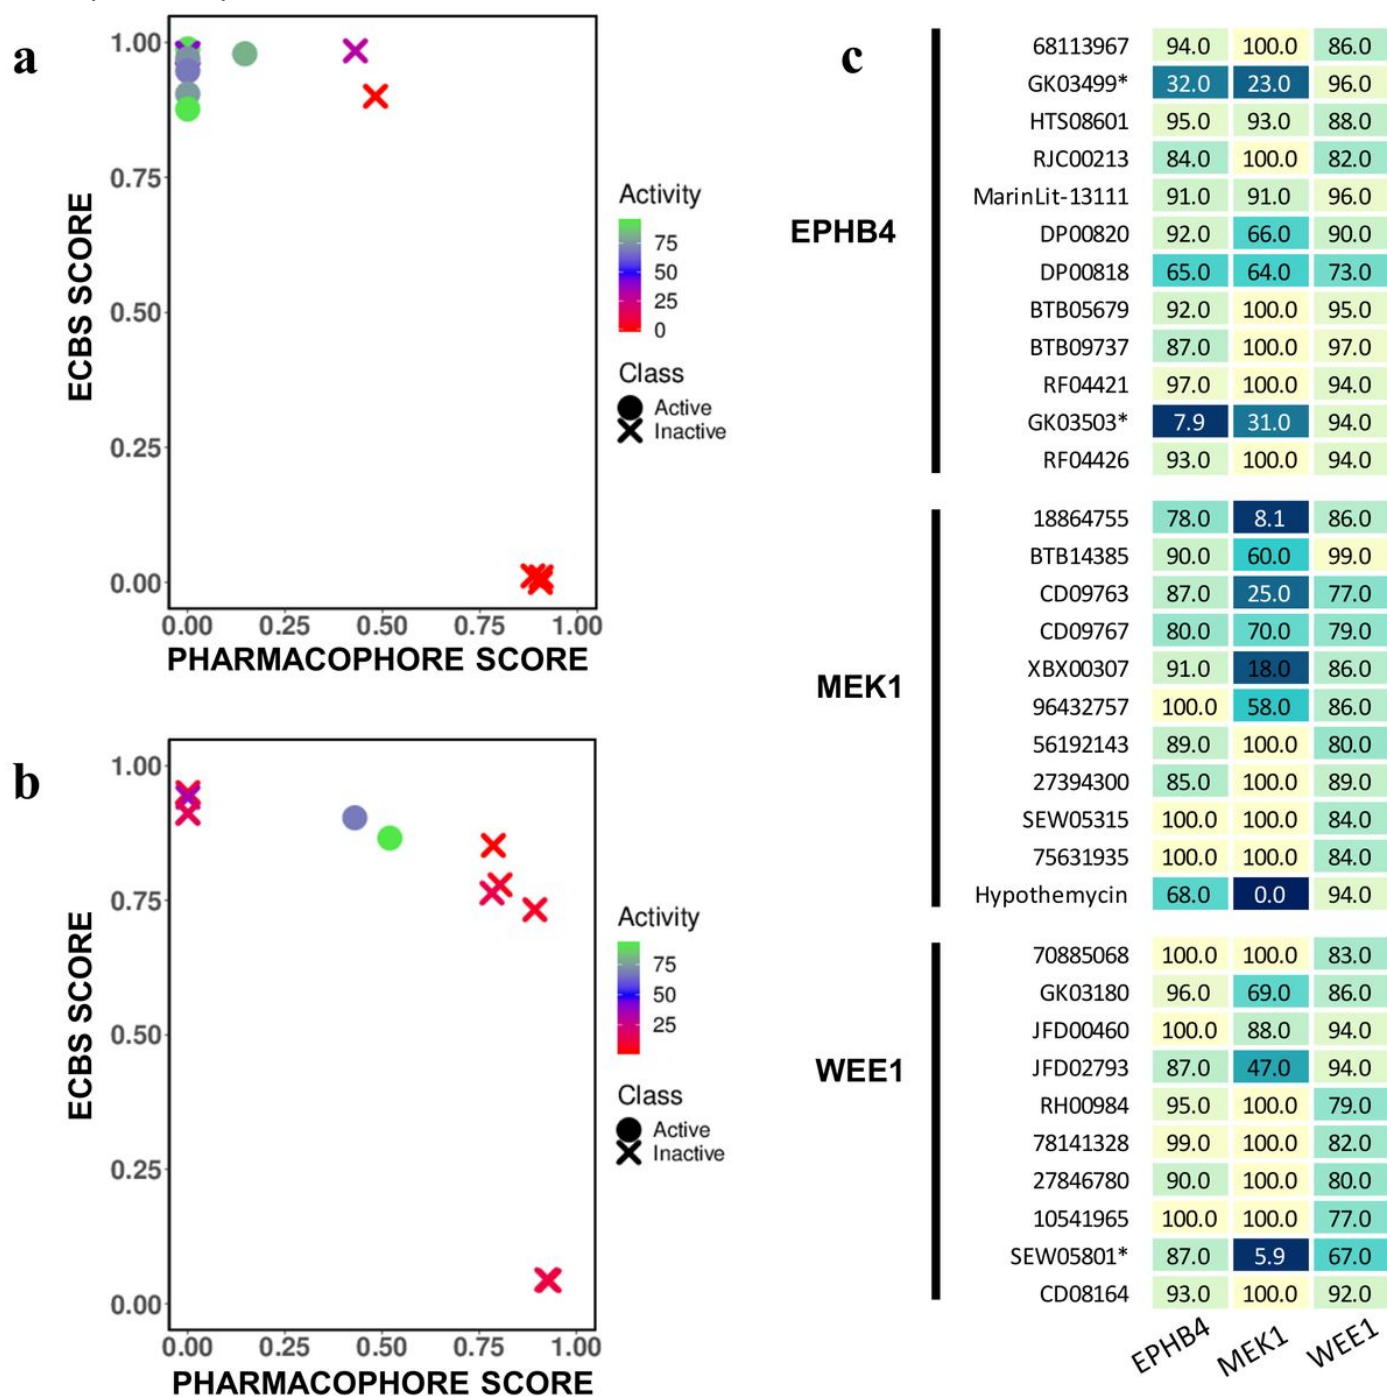 a
1.00
0.75
0.50
0.25
0.00
ECBS SCORE
0.00 0.25 0.50 0.75 1.00
PHARMACOPHORE SCORE
Activity
75
50
25
0
Class
Active
Inactive
b
1.00
0.75
0.50
0.25
0.00
ECBS SCORE
0.00 0.25 0.50 0.75 1.00
PHARMACOPHORE SCORE
Activity
75
50
25
Class
Active
Inactive
c
EPHB4
68113967 94.0 100.0 86.0
GK03499* 32.0 23.0 96.0
HTS08601 95.0 93.0 88.0
RJC00213 84.0 100.0 82.0
MarinLit-13111 91.0 91.0 96.0
DP00820 92.0 66.0 90.0
DP00818 65.0 64.0 73.0
BTB05679 92.0 100.0 95.0
BTB09737 87.0 100.0 97.0
RF04421 97.0 100.0 94.0
GK03503* 7.9 31.0 94.0
RF04426 93.0 100.0 94.0
MEK1
18864755 78.0 8.1 86.0
BTB14385 90.0 60.0 99.0
CD09763 87.0 25.0 77.0
CD09767 80.0 70.0 79.0
XBX00307 91.0 18.0 86.0
96432757 100.0 58.0 86.0
56192143 89.0 100.0 80.0
27394300 85.0 100.0 89.0
SEW05315 100.0 100.0 84.0
75631935 100.0 100.0 84.0
Hypothemycin 68.0 0.0 94.0
WEE1
70885068 100.0 100.0 83.0
GK03180 96.0 69.0 86.0
JFD00460 100.0 88.0 94.0
JFD02793 87.0 47.0 94.0
RH00984 95.0 100.0 79.0
78141328 99.0 100.0 82.0
27846780 90.0 100.0 80.0
10541965 100.0 100.0 77.0
SEW05801* 87.0 5.9 67.0
CD08164 93.0 100.0 92.0
EPHB4 MEK1 WEE1